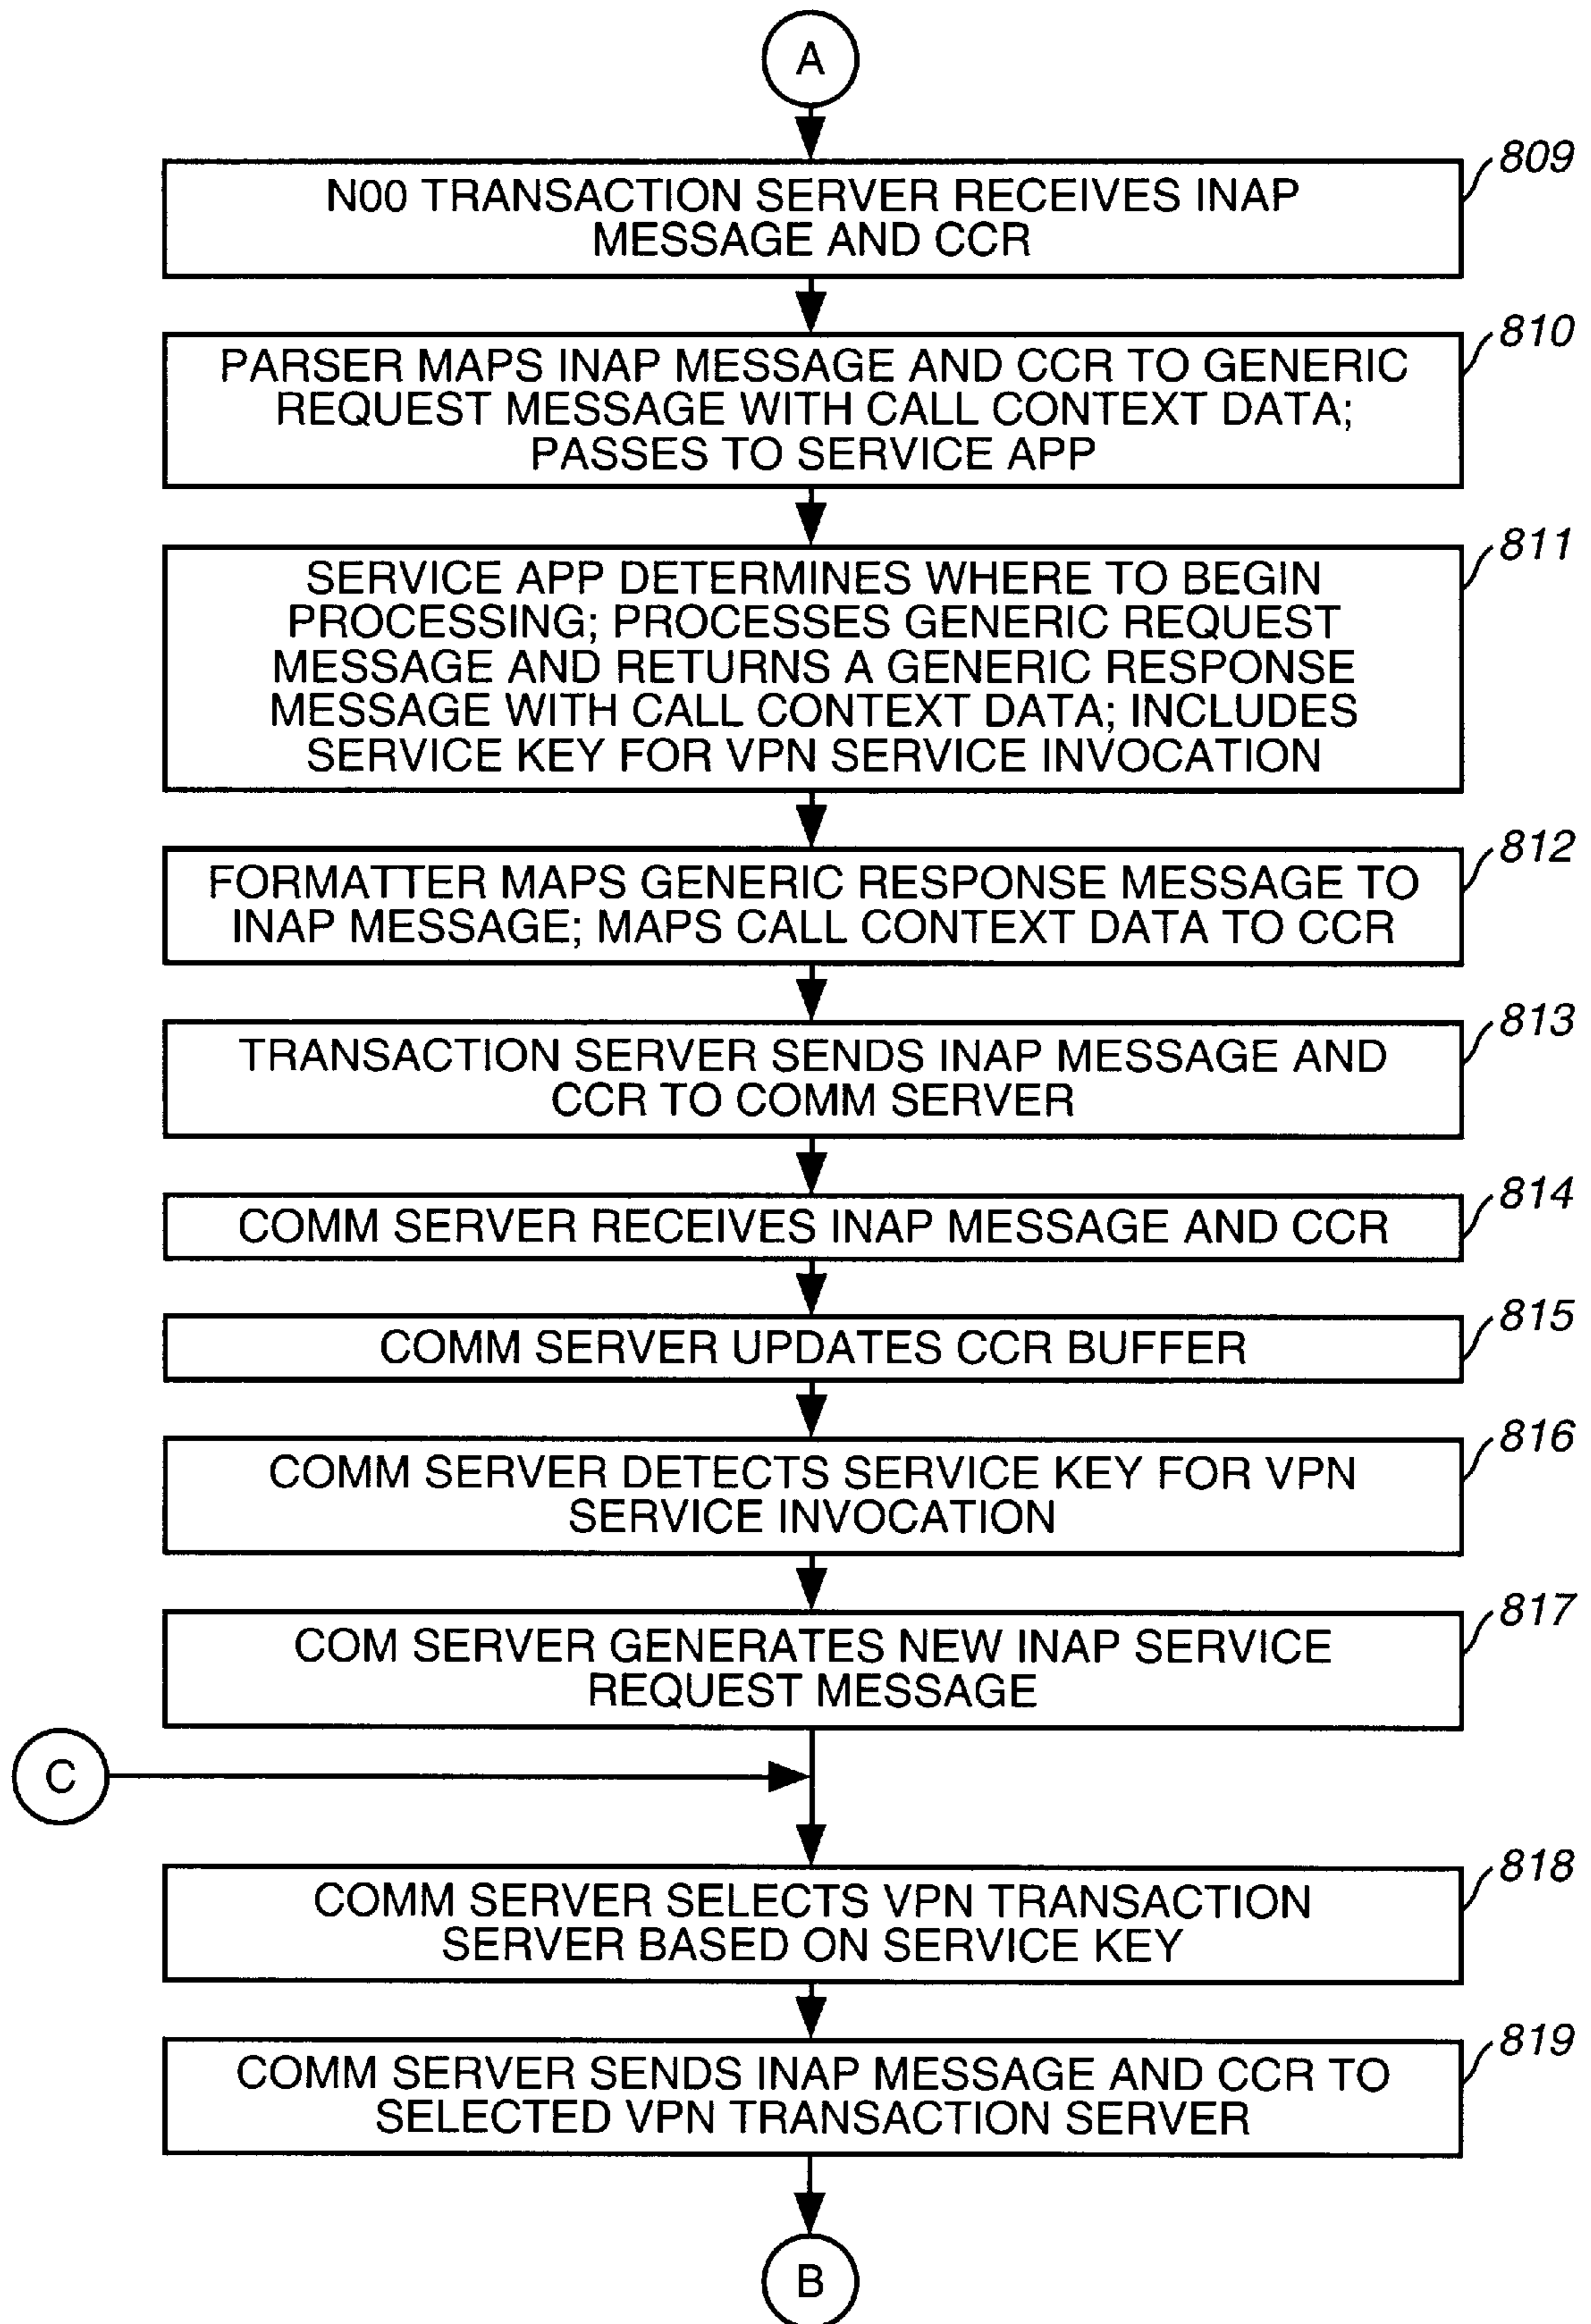 A
809
N00 TRANSACTION SERVER RECEIVES INAP
MESSAGE AND CCR
810
PARSER MAPS INAP MESSAGE AND CCR TO GENERIC
REQUEST MESSAGE WITH CALL CONTEXT DATA;
PASSES TO SERVICE APP
811
SERVICE APP DETERMINES WHERE TO BEGIN
PROCESSING; PROCESSES GENERIC REQUEST
MESSAGE AND RETURNS A GENERIC RESPONSE
MESSAGE WITH CALL CONTEXT DATA; INCLUDES
SERVICE KEY FOR VPN SERVICE INVOCATION
812
FORMATTER MAPS GENERIC RESPONSE MESSAGE TO
INAP MESSAGE; MAPS CALL CONTEXT DATA TO CCR
813
TRANSACTION SERVER SENDS INAP MESSAGE AND
CCR TO COMM SERVER
814
COMM SERVER RECEIVES INAP MESSAGE AND CCR
815
COMM SERVER UPDATES CCR BUFFER
816
COMM SERVER DETECTS SERVICE KEY FOR VPN
SERVICE INVOCATION
817
COM SERVER GENERATES NEW INAP SERVICE
REQUEST MESSAGE
C
818
COMM SERVER SELECTS VPN TRANSACTION
SERVER BASED ON SERVICE KEY
819
COMM SERVER SENDS INAP MESSAGE AND CCR TO
SELECTED VPN TRANSACTION SERVER
B